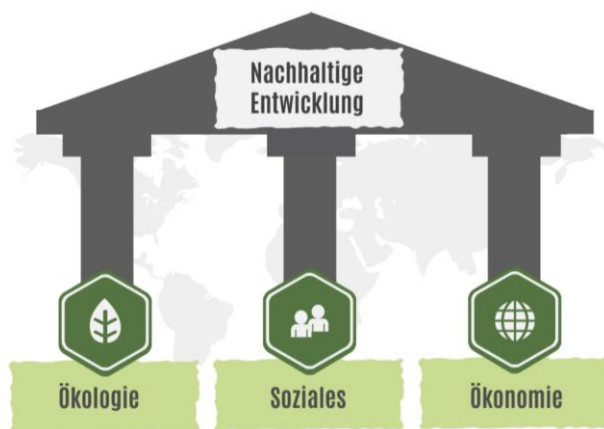 Nachhaltige
Entwicklung
Ökologie
Soziales
Ökonomie